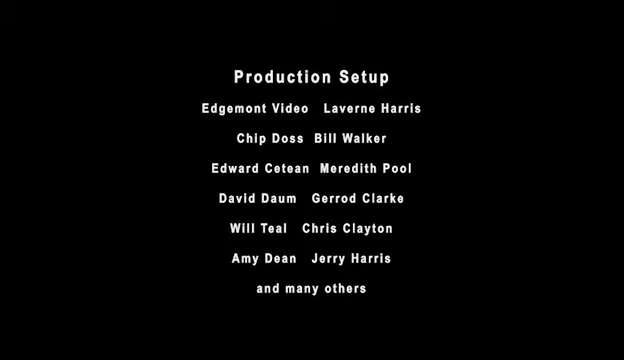 Production Setup
Edgemont Video Laverne Harris
Chip Doss Bill Walker
Edward Cetean Meredith Pool
David Daum Gerrod Clarke
Will Teal Chris Clayton
Amy Dean Jerry Harris
and many others